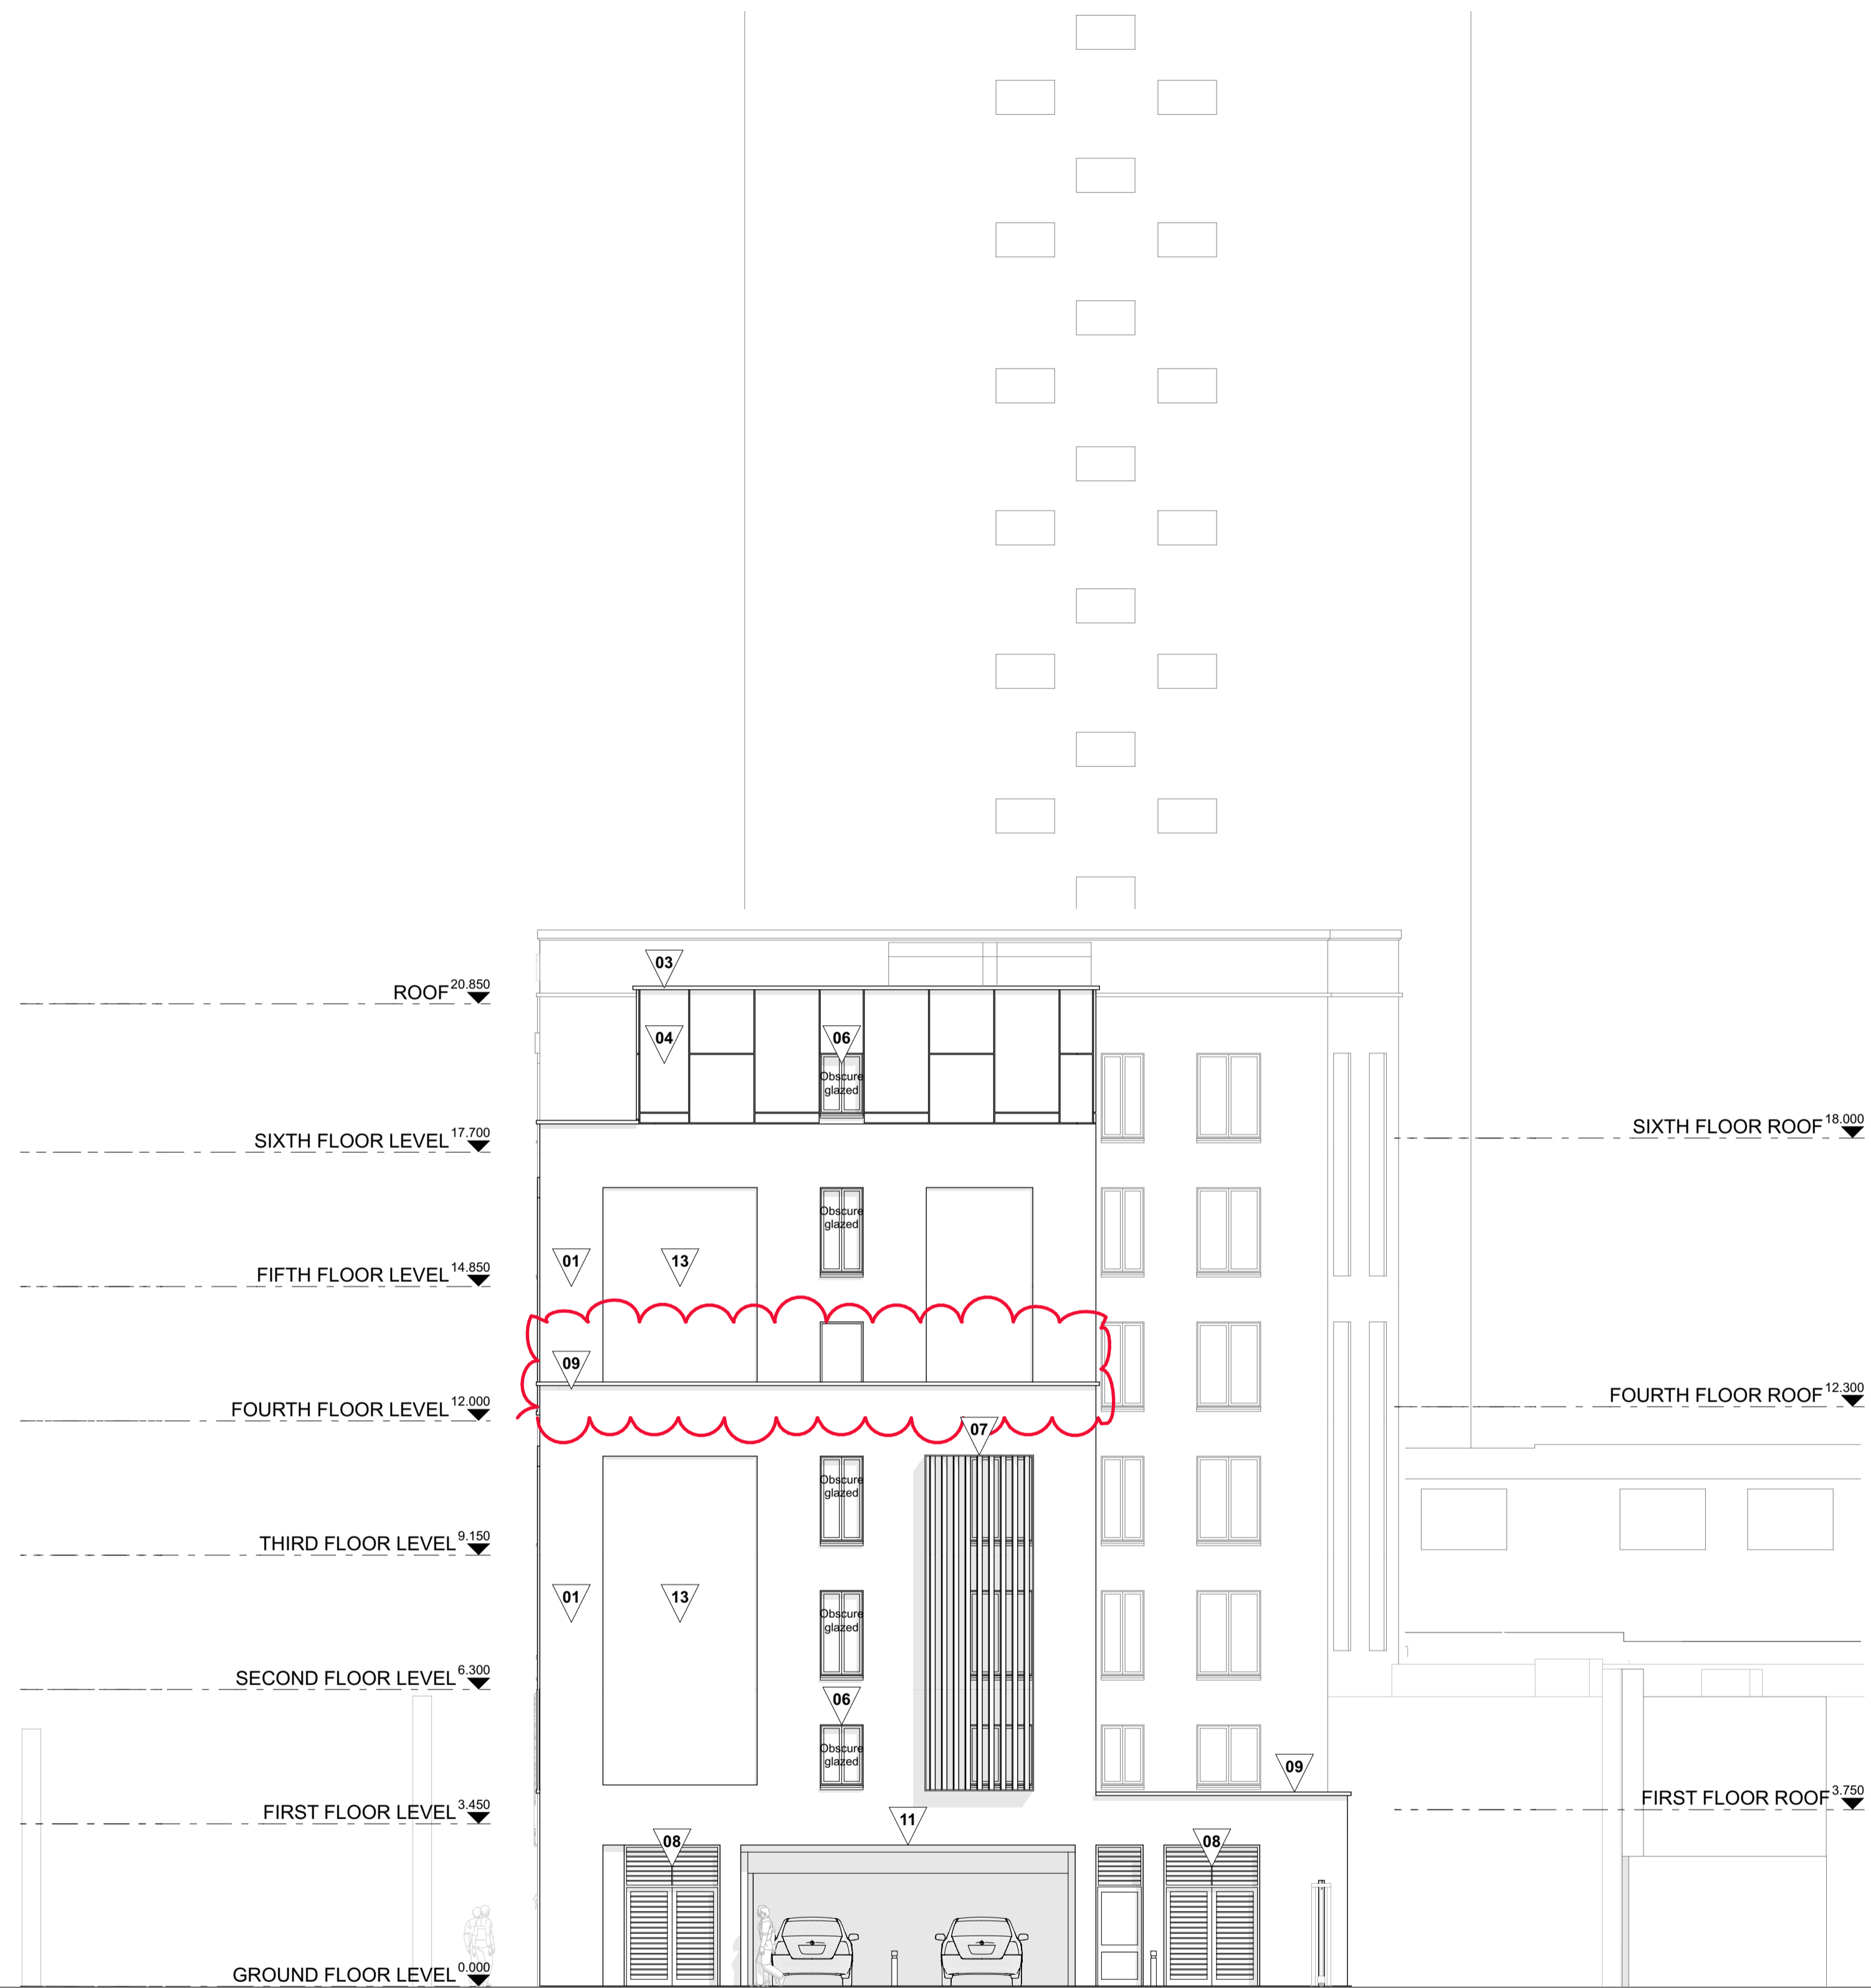 03
ROOF 20.850
04
06
Obscure
glazed
SIXTH FLOOR LEVEL 17.700
SIXTH FLOOR ROOF 18.000
Obscure
glazed
01
13
FIFTH FLOOR LEVEL 14.850
09
FOURTH FLOOR LEVEL 12.000
FOURTH FLOOR ROOF 12.300
07
Obscure
glazed
THIRD FLOOR LEVEL 9.150
01
13
Obscure
glazed
SECOND FLOOR LEVEL 6.300
06
Obscure
glazed
09
FIRST FLOOR LEVEL 3.450
FIRST FLOOR ROOF 3.750
11
08
08
GROUND FLOOR LEVEL 0.000